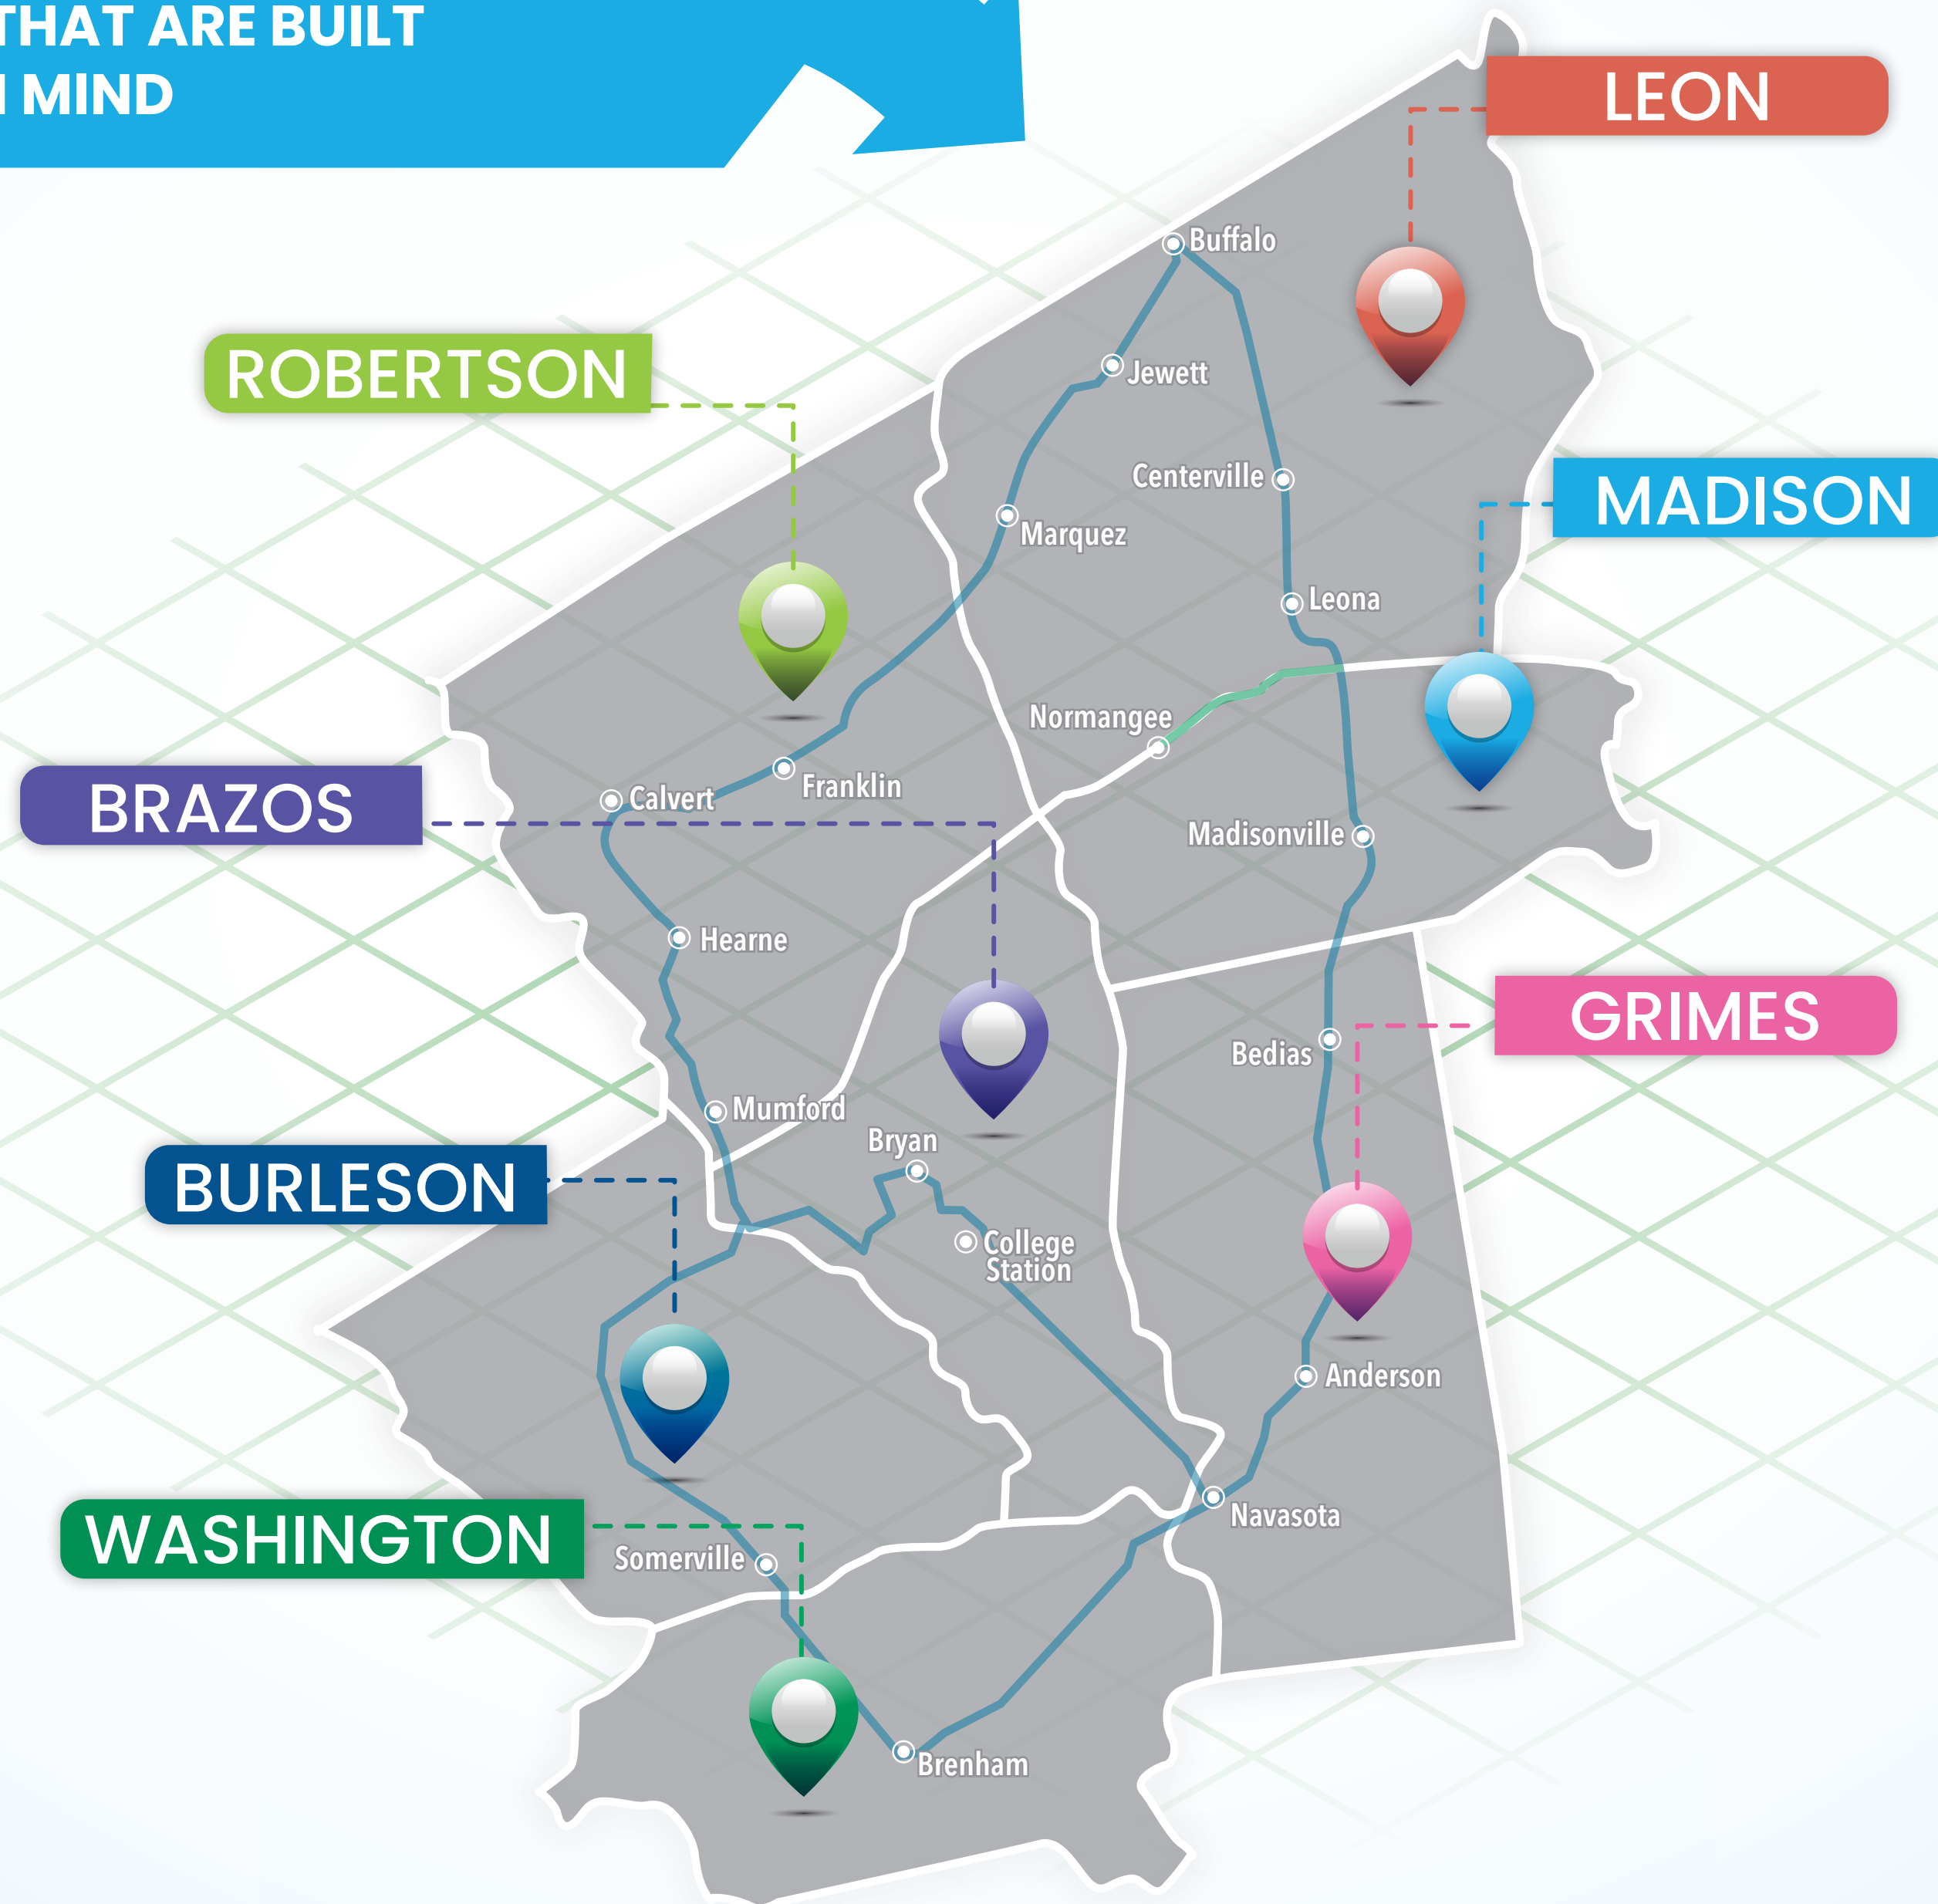 THAT ARE BUILT
MIND
LEON
Buffalo
ROBERTSON
Jewett
Centerville
MADISON
Marquez
Leona
Normangee
BRAZOS
Calvert
Franklin
Madisonville
Hearne
GRIMES
Bedias
Mumford
Bryan
BURLESON
College
Station
Anderson
WASHINGTON
Navasota
Somerville
Brenham